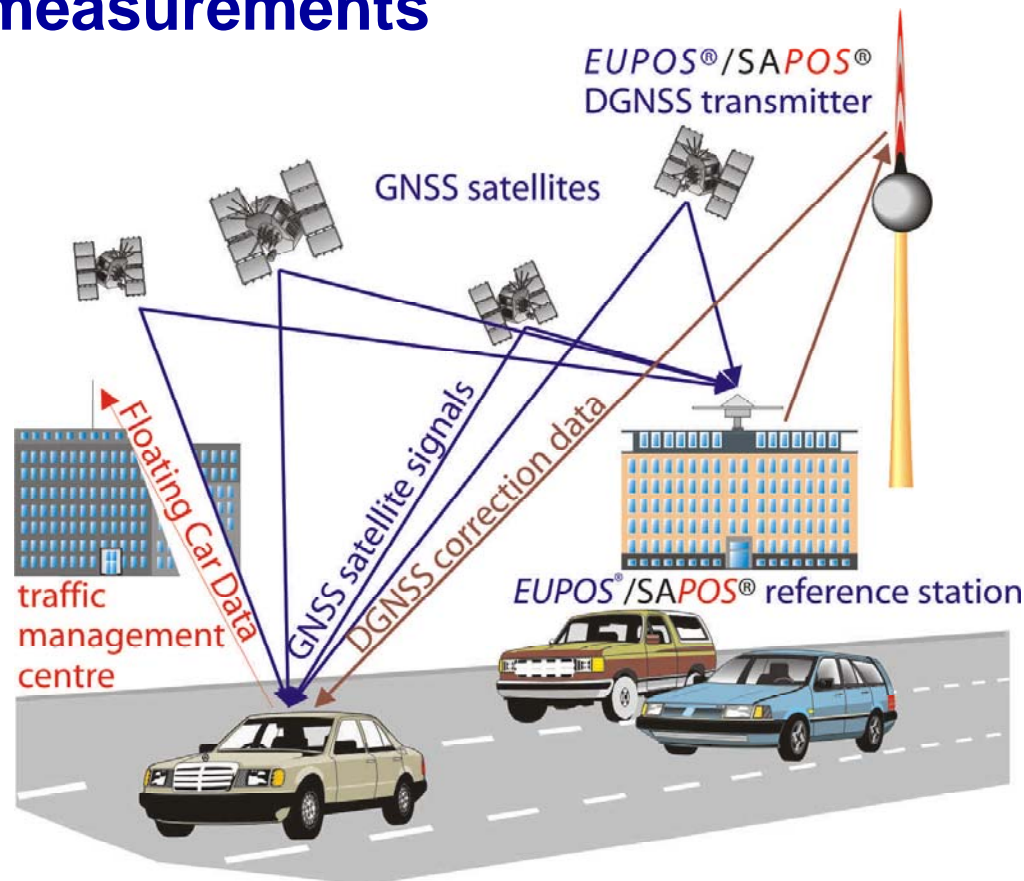 measurements
EUPOS®/SAPOS®
DGNSS transmitter
GNSS satellites
Floating Car Data
GNSS satellite signals
DGNSS correction data
traffic
management
centre
EUPOS®/SAPOS® reference station